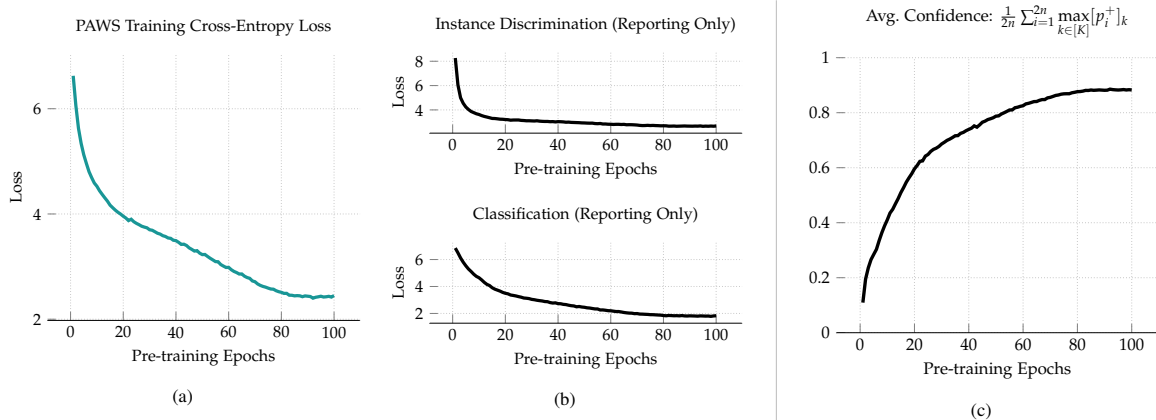 PAWS Training Cross-Entropy Loss
6
4
2
Loss
0 20 40 60 80 100
Pre-training Epochs
(a)
Instance Discrimination (Reporting Only)
8
6
4
Loss
0 20 40 60 80 100
Pre-training Epochs
Classification (Reporting Only)
6
4
2
Loss
0 20 40 60 80 100
Pre-training Epochs
(b)
Avg. Confidence: 1/2n ∑_{i=1}^{2n} max_{k∈[K]} [p_i^+]_k
1
0.8
0.6
0.4
0.2
0
0 20 40 60 80 100
Pre-training Epochs
(c)